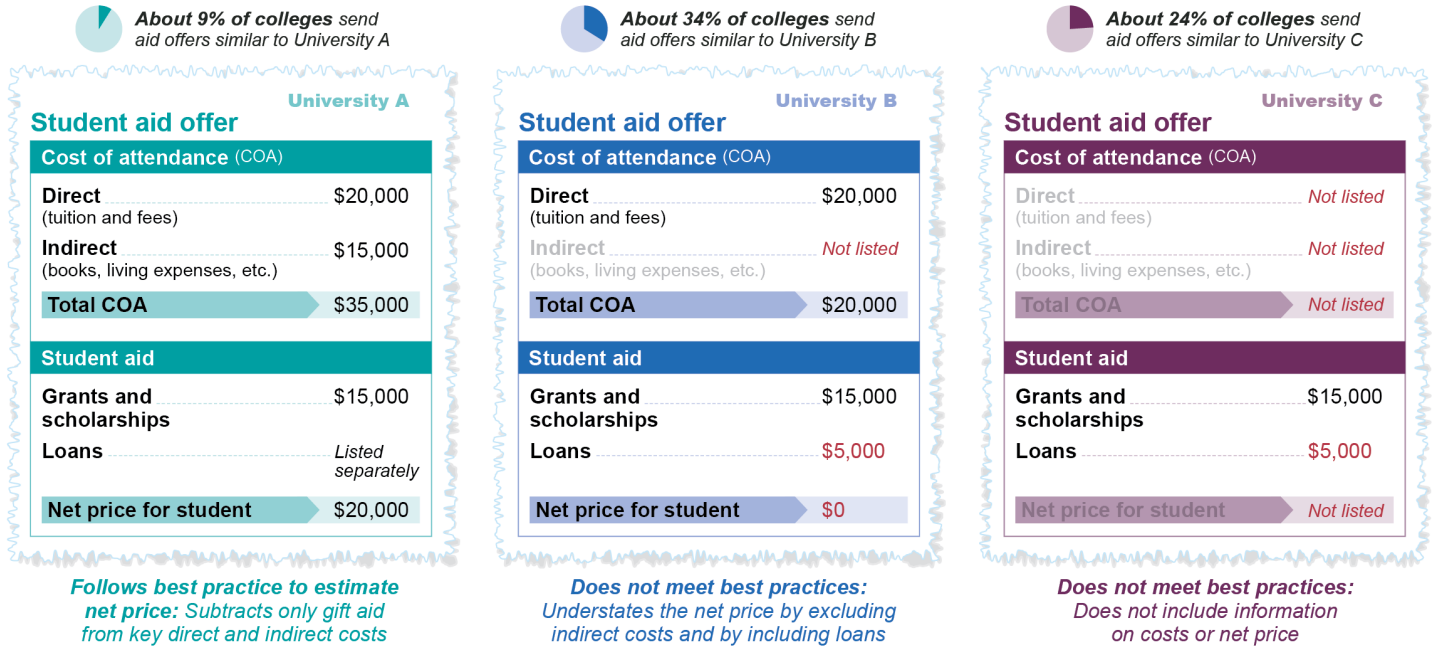 About 9% of colleges send
aid offers similar to University A
University A
Student aid offer
Cost of attendance (COA)
Direct $20,000
(tuition and fees)
Indirect $15,000
(books, living expenses, etc.)
Total COA $35,000
Student aid
Grants and $15,000
scholarships
Loans Listed
separately
Net price for student $20,000
Follows best practice to estimate
net price: Subtracts only gift aid
from key direct and indirect costs
About 34% of colleges send
aid offers similar to University B
University B
Student aid offer
Cost of attendance (COA)
Direct $20,000
(tuition and fees)
Indirect Not listed
(books, living expenses, etc.)
Total COA $20,000
Student aid
Grants and $15,000
scholarships
Loans $5,000
Net price for student $0
Does not meet best practices:
Understates the net price by excluding
indirect costs and by including loans
About 24% of colleges send
aid offers similar to University C
University C
Student aid offer
Cost of attendance (COA)
Direct Not listed
(tuition and fees)
Indirect Not listed
(books, living expenses, etc.)
Total COA Not listed
Student aid
Grants and $15,000
scholarships
Loans $5,000
Net price for student Not listed
Does not meet best practices:
Does not include information
on costs or net price